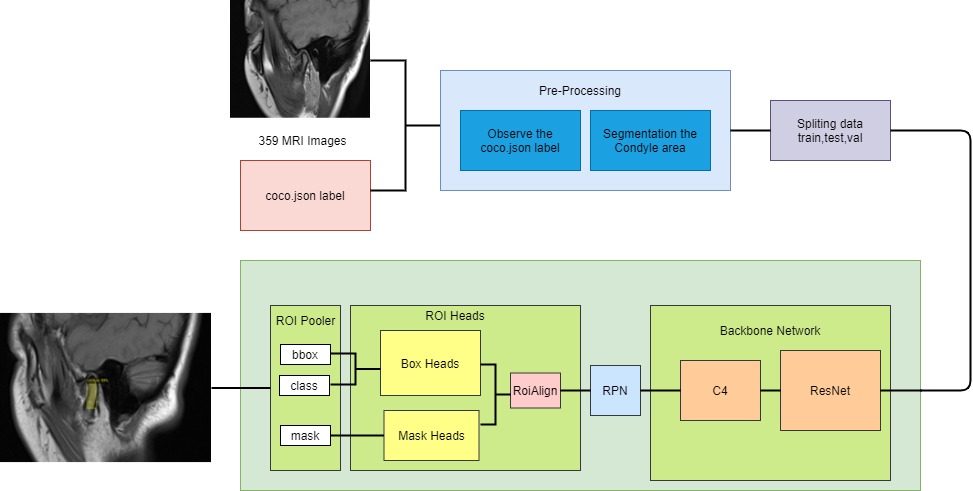 359 MRI Images
coco.json label
Pre-Processing
Observe the
coco.json label
Segmentation the
Condyle area
Spliting data
train,test,val
ROI Pooler
bbox
class
mask
ROI Heads
Box Heads
Mask Heads
RoiAlign
RPN
Backbone Network
C4
ResNet